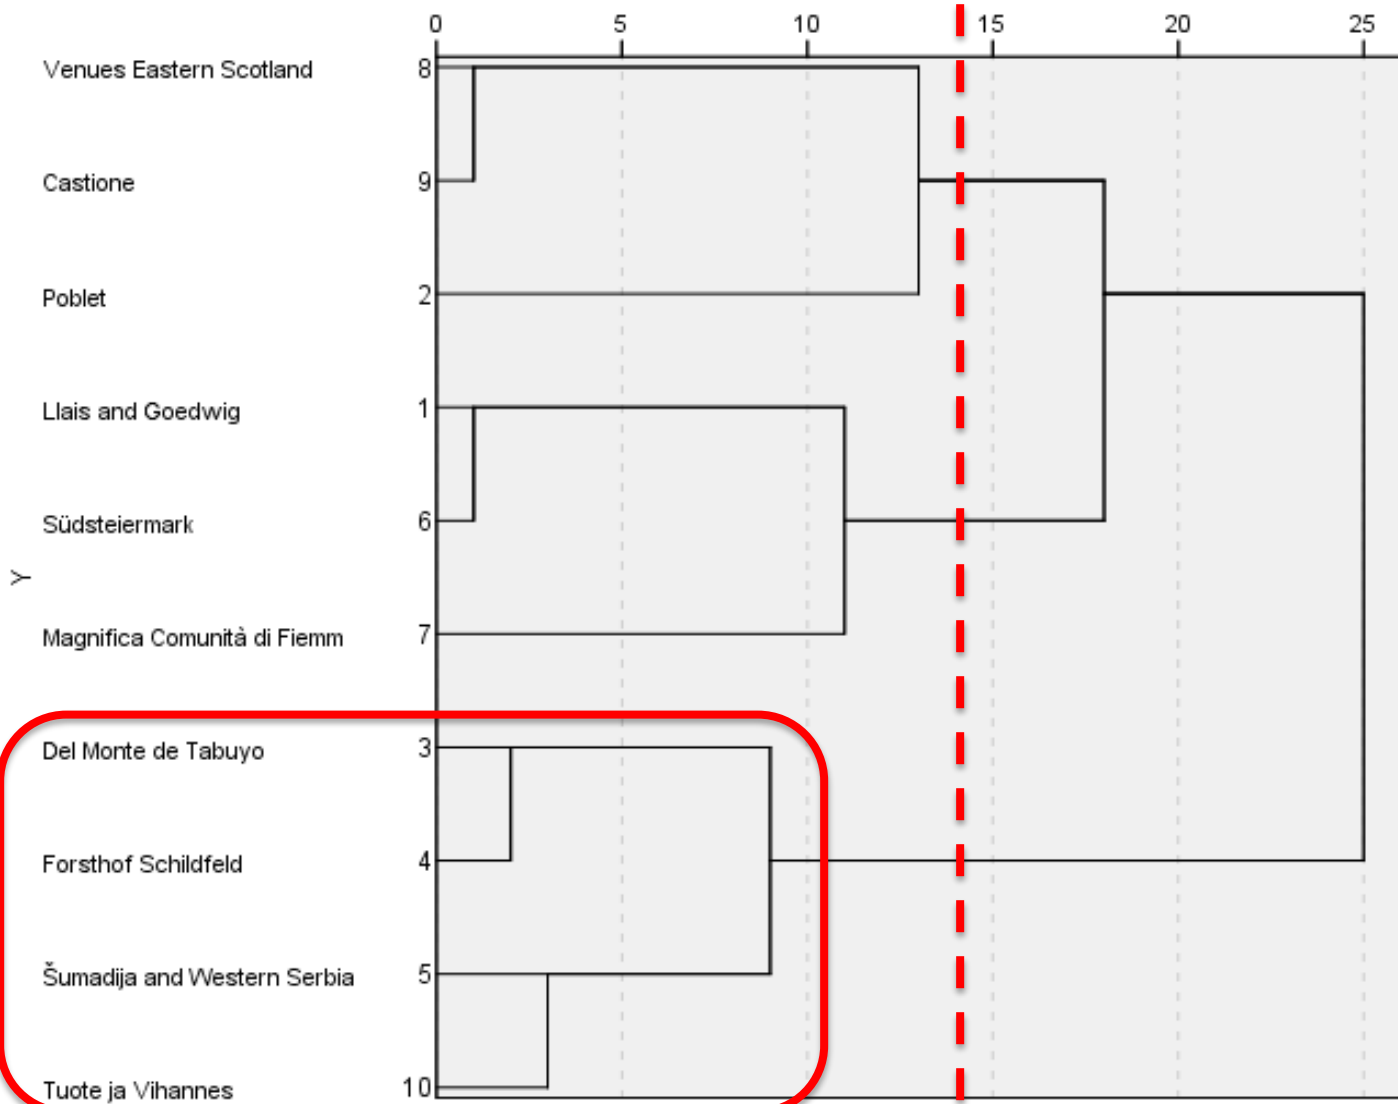 0 5 10 15 20 25
Venues Eastern Scotland 8
Castione 9
Poblet 2
Llais and Goedwig 1
Südsteiermark 6
Y
Magnifica Comunità di Fiemm 7
Del Monte de Tabuyo 3
Forsthof Schildfeld 4
Šumadija and Western Serbia 5
Tuote ja Vihannes 10